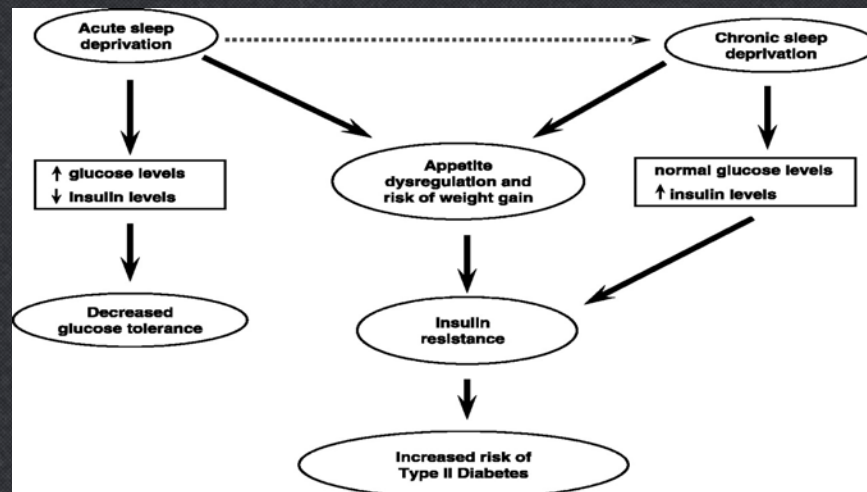 Acute sleep
deprivation
Chronic sleep
deprivation
↑ glucose levels
↓ insulin levels
Appetite
dysregulation and
risk of weight gain
normal glucose levels
↑ insulin levels
Decreased
glucose tolerance
Insulin
resistance
Increased risk of
Type II Diabetes